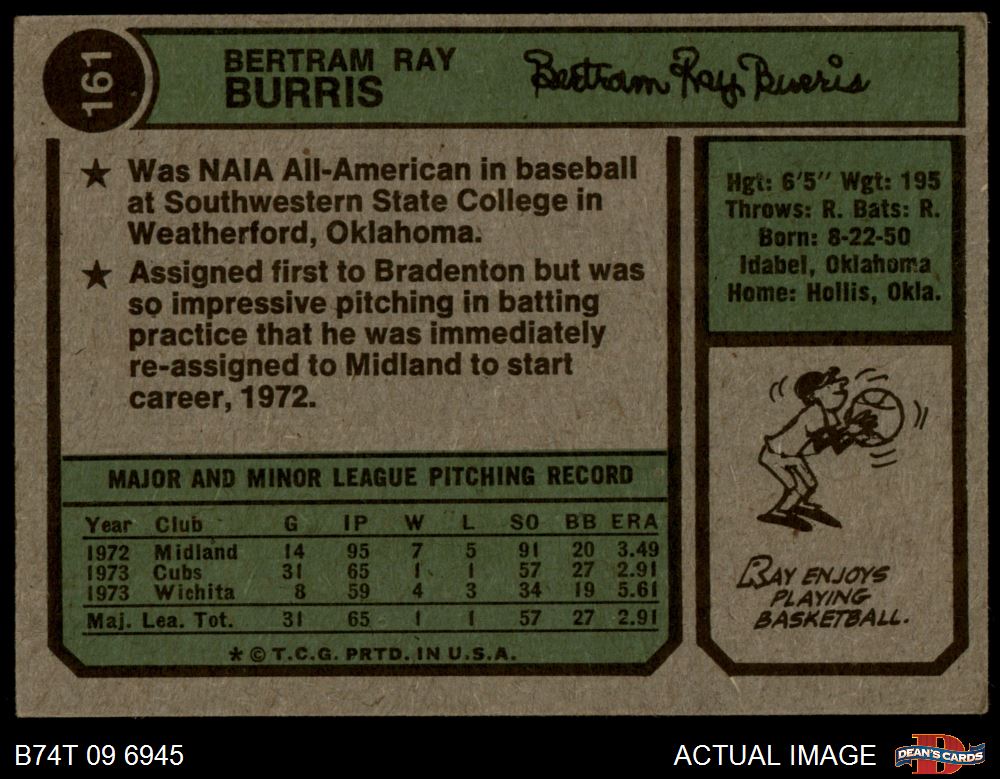 161
BERTRAM RAY
BURRIS
Bertram Ray Burris
★ Was NAIA All-American in baseball
at Southwestern State College in
Weatherford, Oklahoma.
★ Assigned first to Bradenton but was
so impressive pitching in batting
practice that he was immediately
re-assigned to Midland to start
career, 1972.
MAJOR AND MINOR LEAGUE PITCHING RECORD
Year Club G IP W L SO BB ERA
1972 Midland 14 95 7 5 91 20 3.49
1973 Cubs 31 65 1 1 57 27 2.91
1973 Wichita 8 59 4 3 34 19 5.61
Maj. Lea. Tot. 31 65 1 1 57 27 2.91
* © T.C.G. PRTD. IN U.S.A.
Hgt: 6'5" Wgt: 195
Throws: R. Bats: R.
Born: 8-22-50
Idabel, Oklahoma
Home: Hollis, Okla.
RAY ENJOYS
PLAYING
BASKETBALL.
B74T 09 6945
ACTUAL IMAGE
D
DEAN'S CARDS